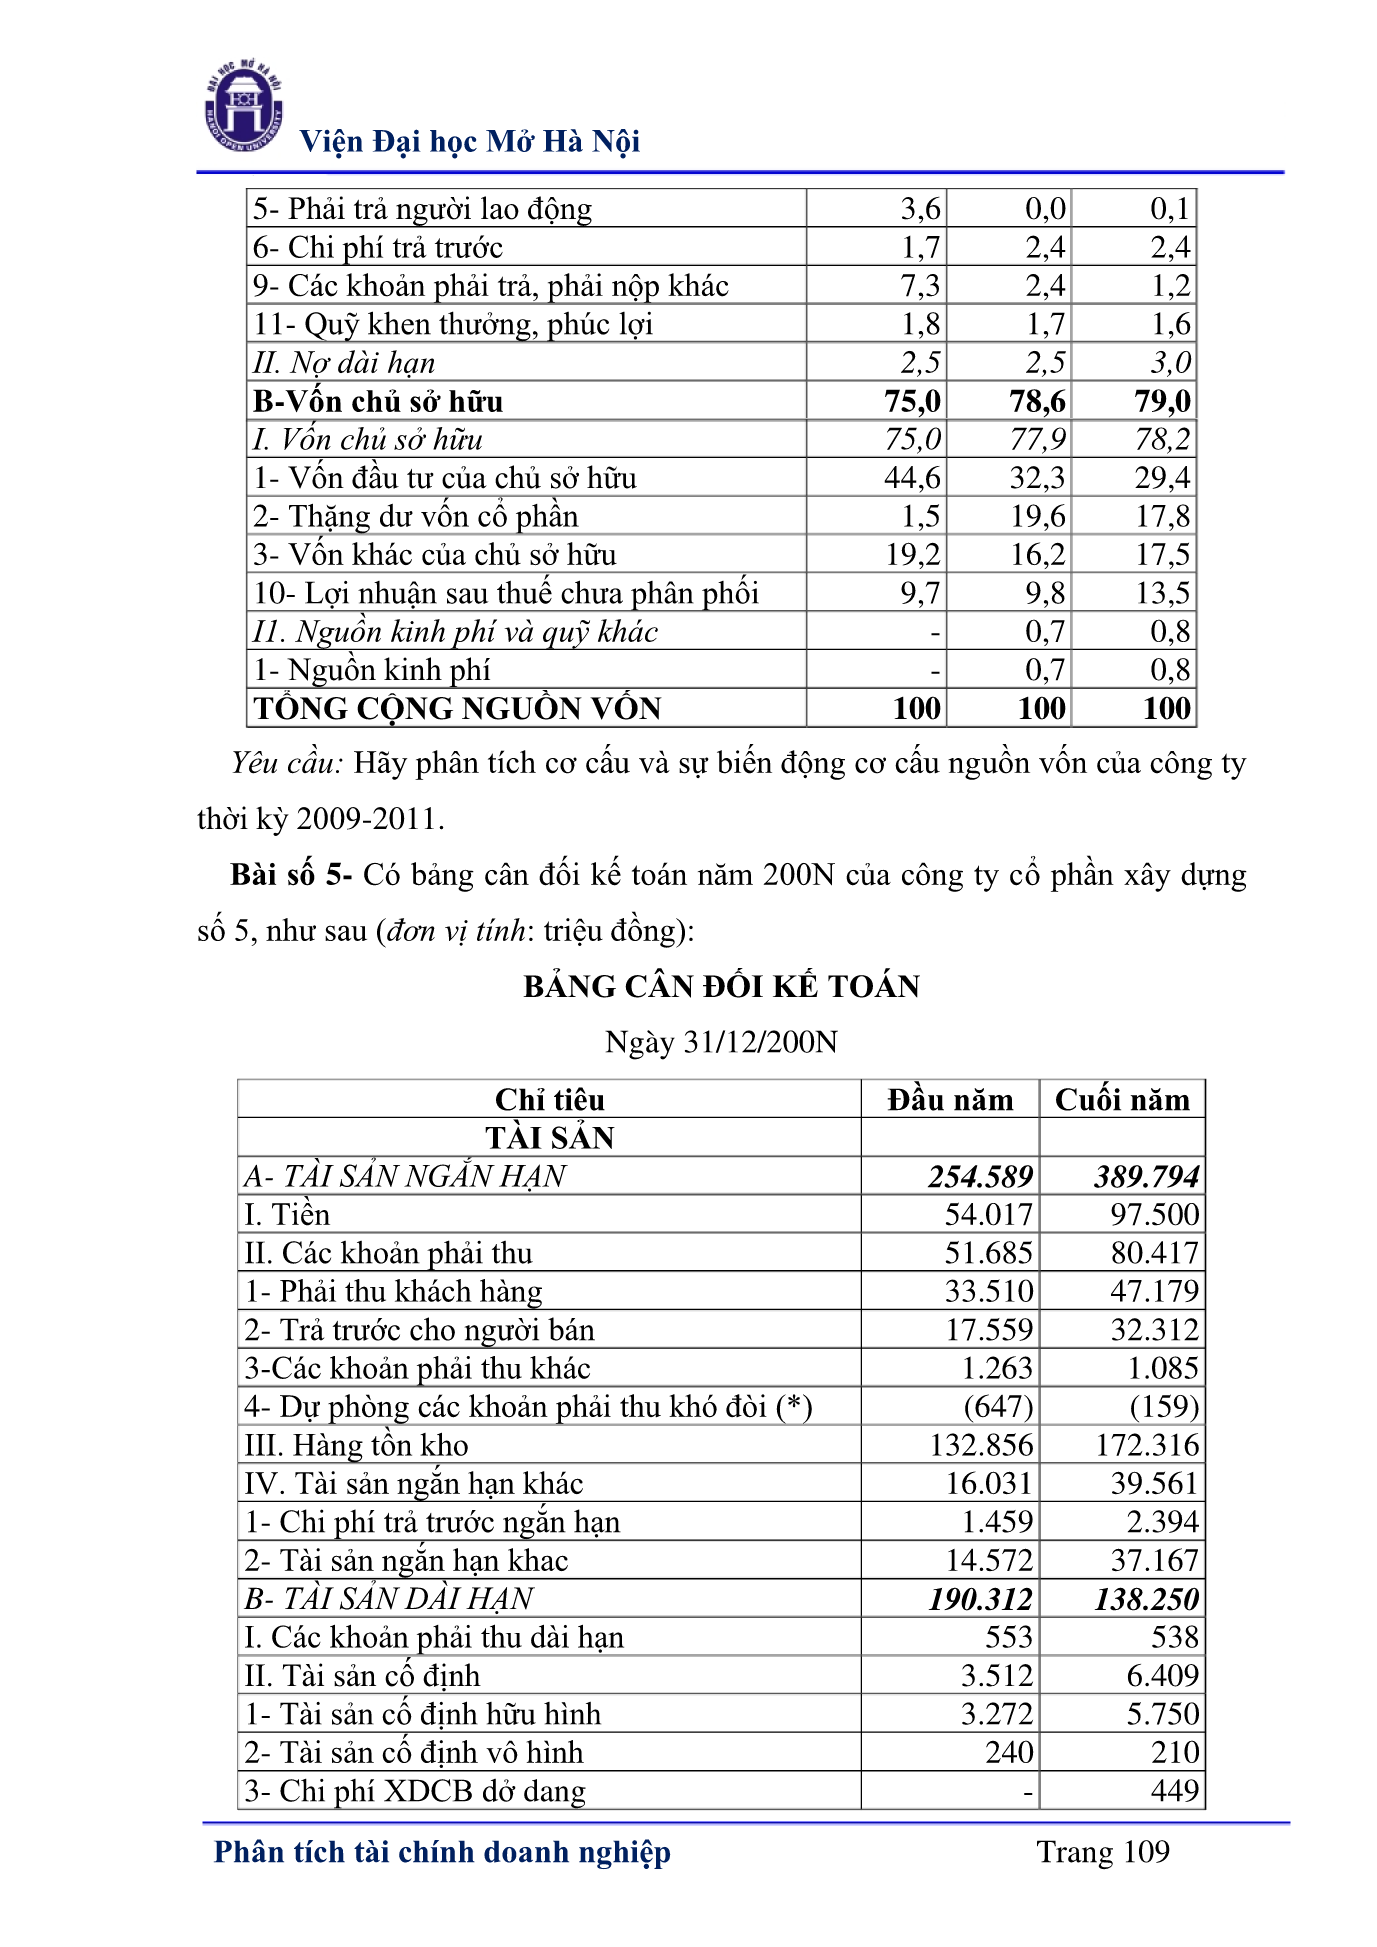 ĐẠI HỌC MỞ HÀ NỘI
HANOI OPEN UNIVERSITY
Viện Đại học Mở Hà Nội
5- Phải trả người lao động 3,6 0,0 0,1
6- Chi phí trả trước 1,7 2,4 2,4
9- Các khoản phải trả, phải nộp khác 7,3 2,4 1,2
11- Quỹ khen thưởng, phúc lợi 1,8 1,7 1,6
II. Nợ dài hạn 2,5 2,5 3,0
B-Vốn chủ sở hữu 75,0 78,6 79,0
I. Vốn chủ sở hữu 75,0 77,9 78,2
1- Vốn đầu tư của chủ sở hữu 44,6 32,3 29,4
2- Thặng dư vốn cổ phần 1,5 19,6 17,8
3- Vốn khác của chủ sở hữu 19,2 16,2 17,5
10- Lợi nhuận sau thuế chưa phân phối 9,7 9,8 13,5
I1. Nguồn kinh phí và quỹ khác - 0,7 0,8
1- Nguồn kinh phí - 0,7 0,8
TỔNG CỘNG NGUỒN VỐN 100 100 100
Yêu cầu: Hãy phân tích cơ cấu và sự biến động cơ cấu nguồn vốn của công ty
thời kỳ 2009-2011.
Bài số 5- Có bảng cân đối kế toán năm 200N của công ty cổ phần xây dựng
số 5, như sau (đơn vị tính: triệu đồng):
BẢNG CÂN ĐỐI KẾ TOÁN
Ngày 31/12/200N
Chỉ tiêu Đầu năm Cuối năm
TÀI SẢN
A- TÀI SẢN NGẮN HẠN 254.589 389.794
I. Tiền 54.017 97.500
II. Các khoản phải thu 51.685 80.417
1- Phải thu khách hàng 33.510 47.179
2- Trả trước cho người bán 17.559 32.312
3-Các khoản phải thu khác 1.263 1.085
4- Dự phòng các khoản phải thu khó đòi (*) (647) (159)
III. Hàng tồn kho 132.856 172.316
IV. Tài sản ngắn hạn khác 16.031 39.561
1- Chi phí trả trước ngắn hạn 1.459 2.394
2- Tài sản ngắn hạn khac 14.572 37.167
B- TÀI SẢN DÀI HẠN 190.312 138.250
I. Các khoản phải thu dài hạn 553 538
II. Tài sản cố định 3.512 6.409
1- Tài sản cố định hữu hình 3.272 5.750
2- Tài sản cố định vô hình 240 210
3- Chi phí XDCB dở dang - 449
Phân tích tài chính doanh nghiệp Trang 109